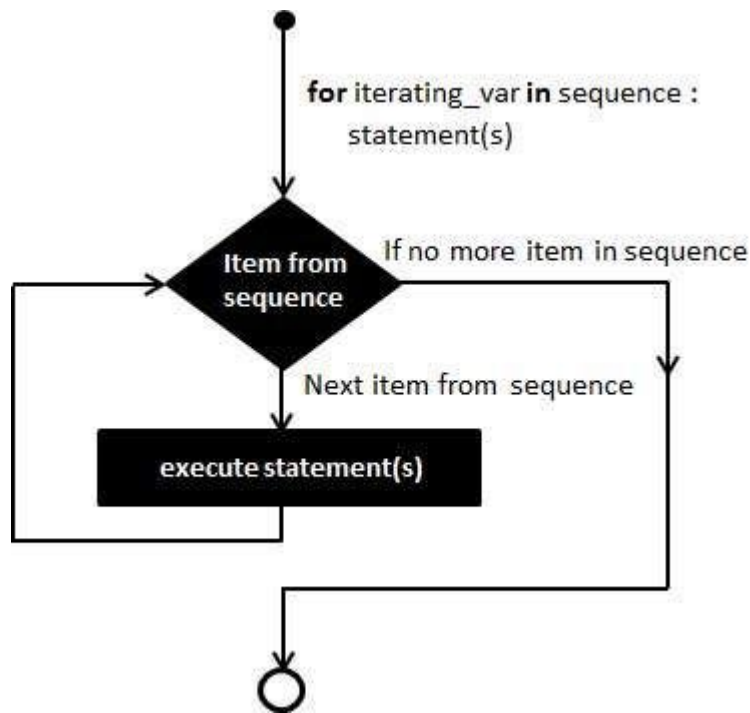 for iterating_var in sequence :
statement(s)
If no more item in sequence
Item from
sequence
Next item from sequence
execute statement(s)